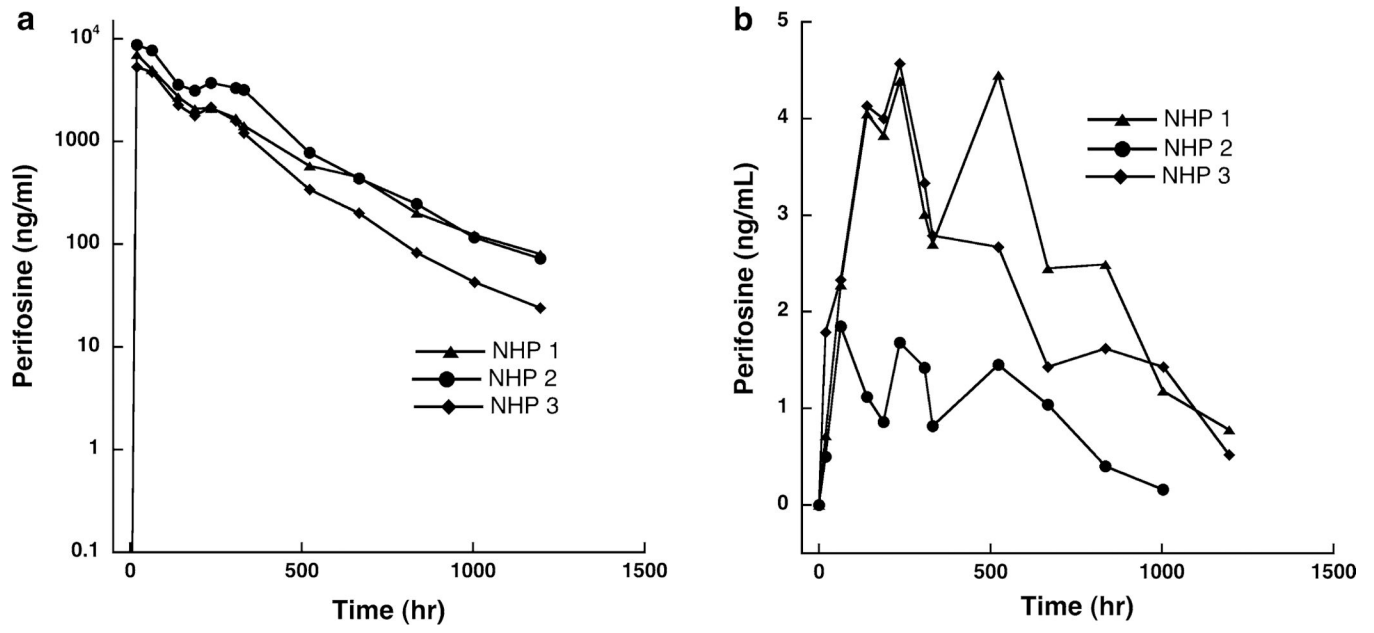 a
Perifosine (ng/ml)
10⁴
1000
100
10
1
0.1
0 500 1000 1500
Time (hr)
NHP 1
NHP 2
NHP 3
b
Perifosine (ng/mL)
5
4
3
2
1
0
0 500 1000 1500
Time (hr)
NHP 1
NHP 2
NHP 3